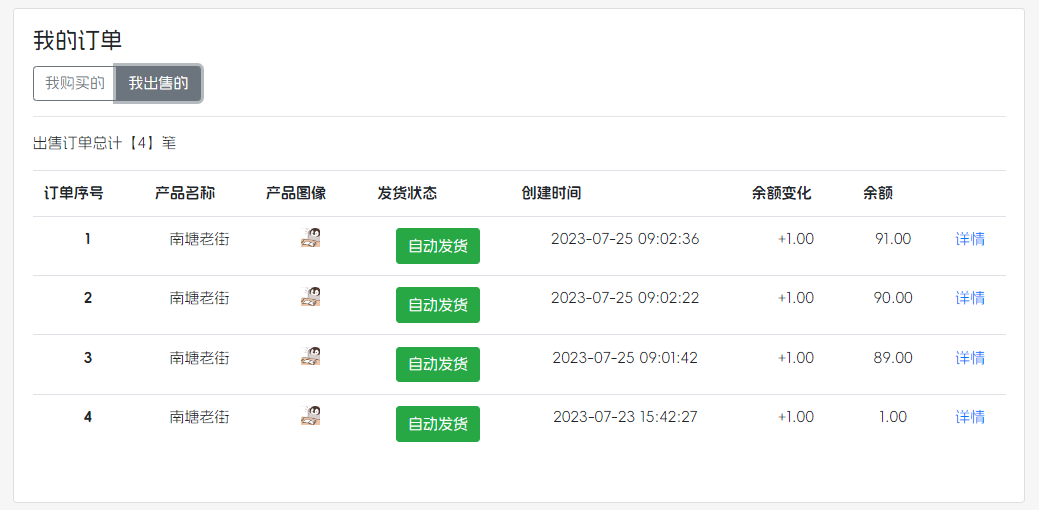 我的订单
我购买的 我出售的
出售订单总计【4】笔
订单序号 产品名称 产品图像 发货状态 创建时间 余额变化 余额
1 南塘老街 自动发货 2023-07-25 09:02:36 +1.00 91.00 详情
2 南塘老街 自动发货 2023-07-25 09:02:22 +1.00 90.00 详情
3 南塘老街 自动发货 2023-07-25 09:01:42 +1.00 89.00 详情
4 南塘老街 自动发货 2023-07-23 15:42:27 +1.00 1.00 详情